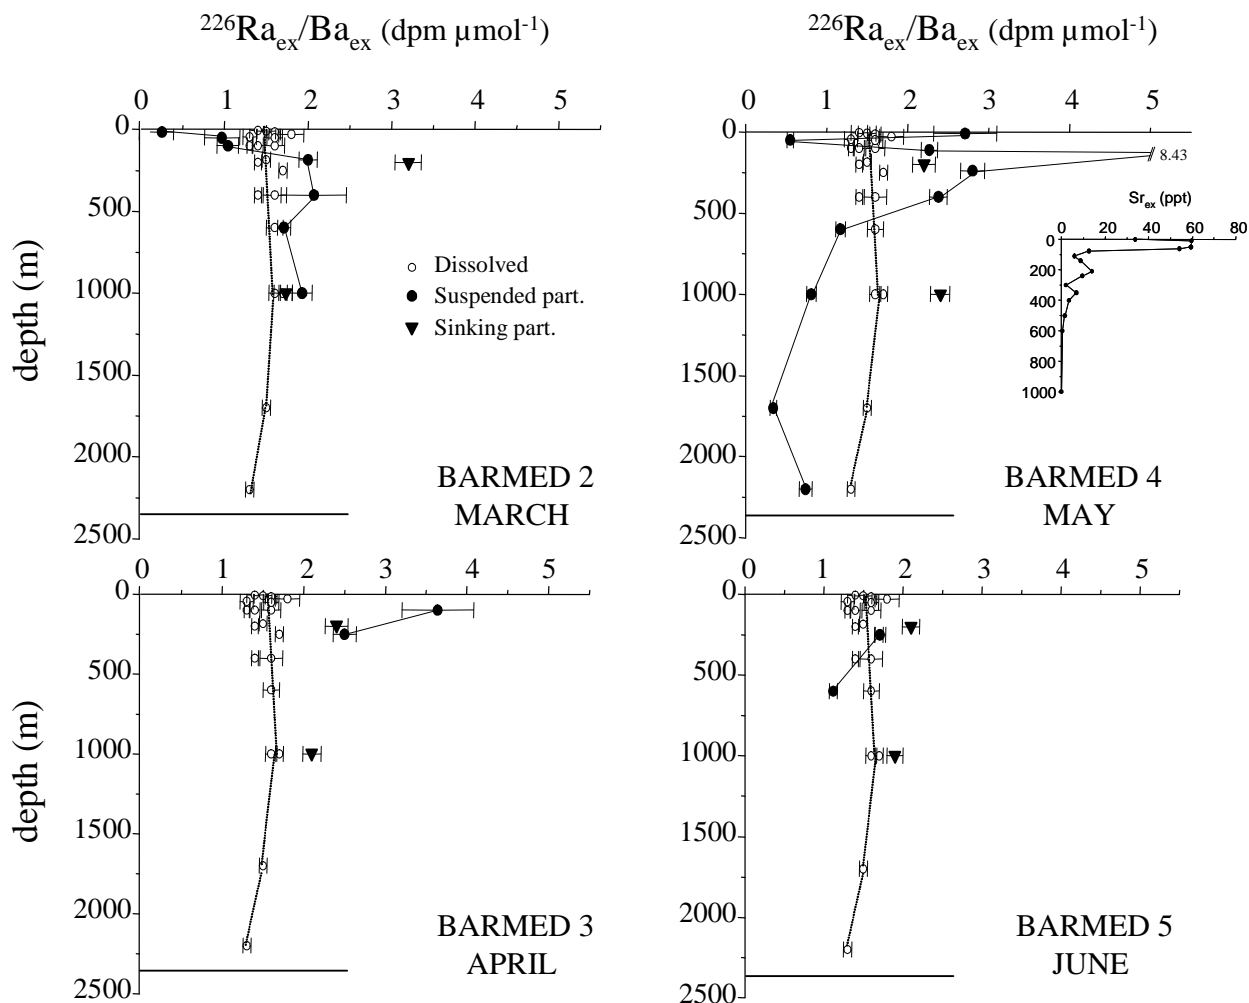 ²²⁶Raₑₓ/Baₑₓ (dpm µmol⁻¹)
²²⁶Raₑₓ/Baₑₓ (dpm µmol⁻¹)
0 1 2 3 4 5
0
500
1000
1500
2000
2500
depth (m)
Dissolved
Suspended part.
Sinking part.
BARMED 2
MARCH
0 1 2 3 4 5
0
500
1000
1500
2000
2500
8.43
Srₑₓ (ppt)
0 20 40 60 80
0
200
400
600
800
1000
BARMED 4
MAY
0 1 2 3 4 5
0
500
1000
1500
2000
2500
depth (m)
BARMED 3
APRIL
0 1 2 3 4 5
0
500
1000
1500
2000
2500
BARMED 5
JUNE